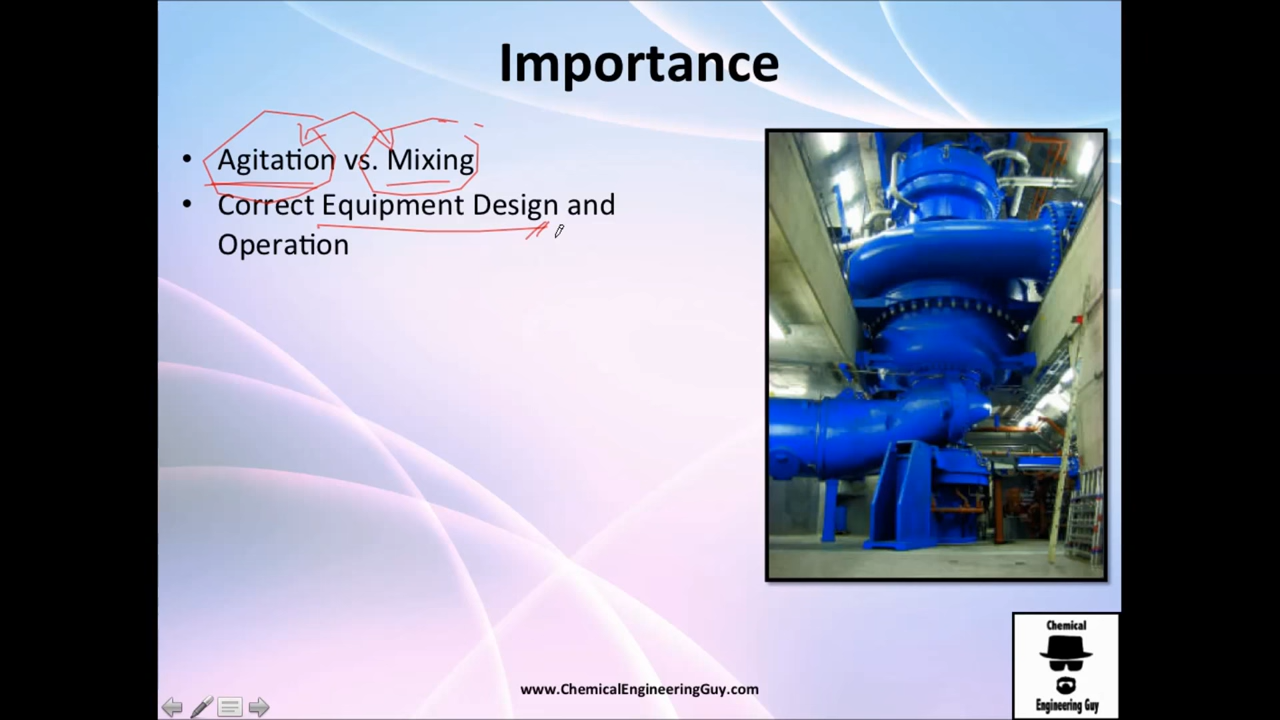 Importance
• Agitation vs. Mixing
• Correct Equipment Design and
Operation
www.ChemicalEngineeringGuy.com
Chemical
Engineering Guy